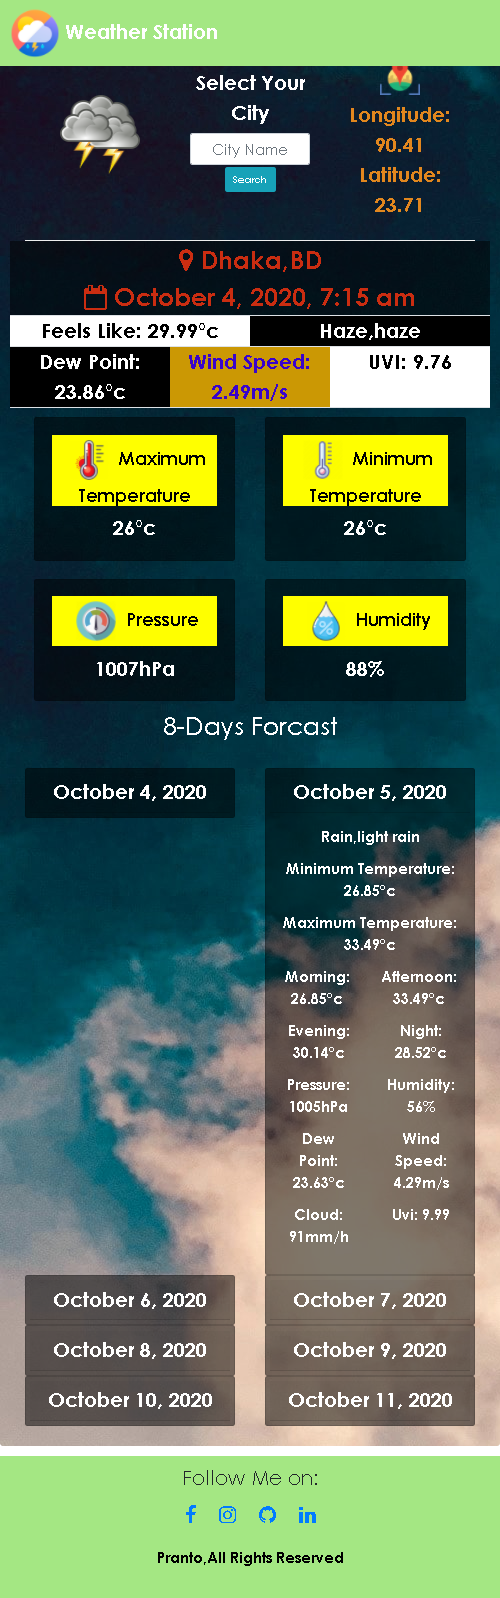 Weather Station
Select Your
City
City Name
Search
Longitude:
90.41
Latitude:
23.71
Dhaka,BD
October 4, 2020, 7:15 am
Feels Like: 29.99°c
Haze,haze
Dew Point:
23.86°c
Wind Speed:
2.49m/s
UVI: 9.76
Maximum
Temperature
26°c
Minimum
Temperature
26°c
Pressure
1007hPa
Humidity
88%
8-Days Forcast
October 4, 2020
October 5, 2020
Rain,light rain
Minimum Temperature:
26.85°c
Maximum Temperature:
33.49°c
Morning:
26.85°c
Afternoon:
33.49°c
Evening:
30.14°c
Night:
28.52°c
Pressure:
1005hPa
Humidity:
56%
Dew
Point:
23.63°c
Wind
Speed:
4.29m/s
Cloud:
91mm/h
Uvi: 9.99
October 6, 2020
October 7, 2020
October 8, 2020
October 9, 2020
October 10, 2020
October 11, 2020
Follow Me on:
Pranto,All Rights Reserved